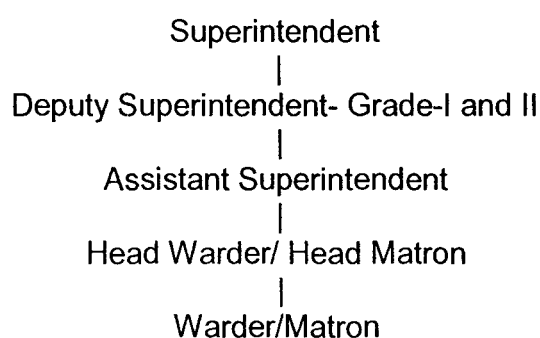 Superintendent
Deputy Superintendent- Grade-I and II
Assistant Superintendent
Head Warder/ Head Matron
Warder/Matron